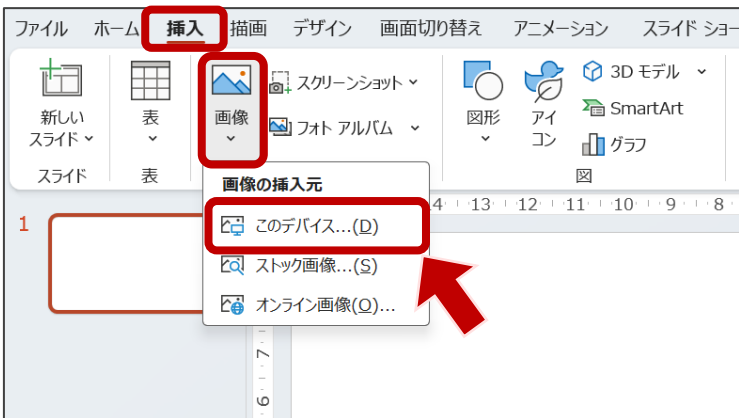 ファイル ホーム 挿入 描画 デザイン 画面切り替え アニメーション スライド ショー
新しい
スライド
表
画像
スクリーンショット
フォト アルバム
図形
アイ
コン
3D モデル
SmartArt
グラフ
スライド
表
図
画像の挿入元
このデバイス...(D)
ストック画像...(S)
オンライン画像(O)...
14 13 12 11 10 9 8
1
7
6